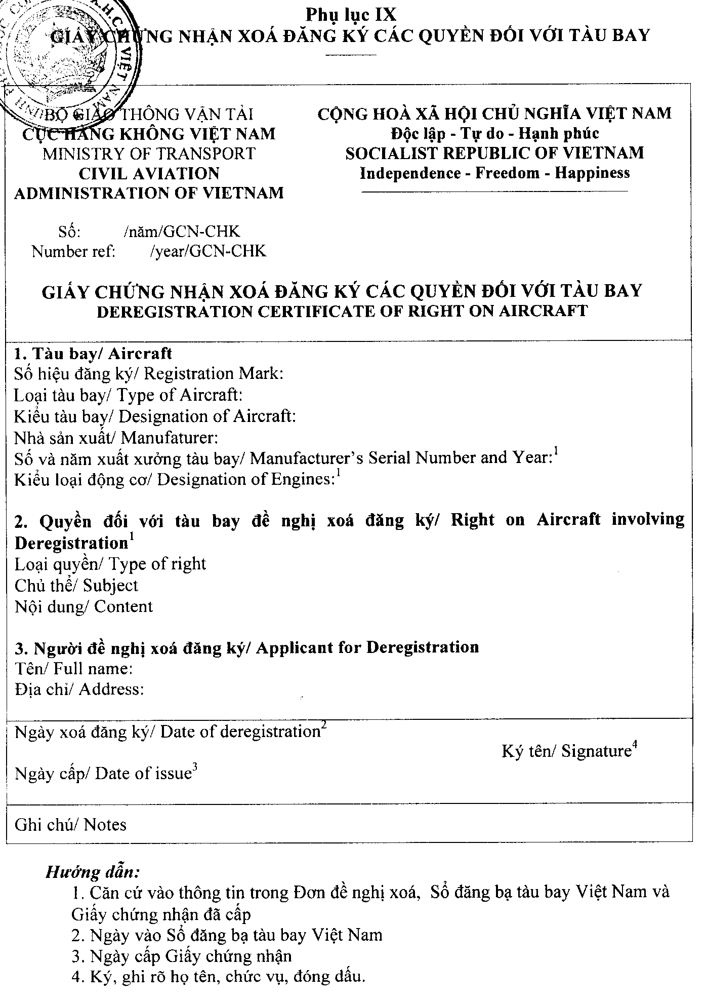 Phụ lục IX
GIẤY CHỨNG NHẬN XOÁ ĐĂNG KÝ CÁC QUYỀN ĐỐI VỚI TÀU BAY
X.H.C.N VIỆT NAM
BỘ GIAO THÔNG VẬN TẢI
CỤC HÀNG KHÔNG VIỆT NAM
MINISTRY OF TRANSPORT
CIVIL AVIATION
ADMINISTRATION OF VIETNAM
CỘNG HOÀ XÃ HỘI CHỦ NGHĨA VIỆT NAM
Độc lập - Tự do - Hạnh phúc
SOCIALIST REPUBLIC OF VIETNAM
Independence - Freedom - Happiness
Số: /năm/GCN-CHK
Number ref: /year/GCN-CHK
GIẤY CHỨNG NHẬN XOÁ ĐĂNG KÝ CÁC QUYỀN ĐỐI VỚI TÀU BAY
DEREGISTRATION CERTIFICATE OF RIGHT ON AIRCRAFT
1. Tàu bay/ Aircraft
Số hiệu đăng ký/ Registration Mark:
Loại tàu bay/ Type of Aircraft:
Kiểu tàu bay/ Designation of Aircraft:
Nhà sản xuất/ Manufaturer:
Số và năm xuất xưởng tàu bay/ Manufacturer's Serial Number and Year:¹
Kiểu loại động cơ/ Designation of Engines:¹
2. Quyền đối với tàu bay đề nghị xoá đăng ký/ Right on Aircraft involving
Deregistration¹
Loại quyền/ Type of right
Chủ thể/ Subject
Nội dung/ Content
3. Người đề nghị xoá đăng ký/ Applicant for Deregistration
Tên/ Full name:
Địa chỉ/ Address:
Ngày xoá đăng ký/ Date of deregistration²
Ký tên/ Signature⁴
Ngày cấp/ Date of issue³
Ghi chú/ Notes
Hướng dẫn:
1. Căn cứ vào thông tin trong Đơn đề nghị xoá, Sổ đăng bạ tàu bay Việt Nam và
Giấy chứng nhận đã cấp
2. Ngày vào Sổ đăng bạ tàu bay Việt Nam
3. Ngày cấp Giấy chứng nhận
4. Ký, ghi rõ họ tên, chức vụ, đóng dấu.